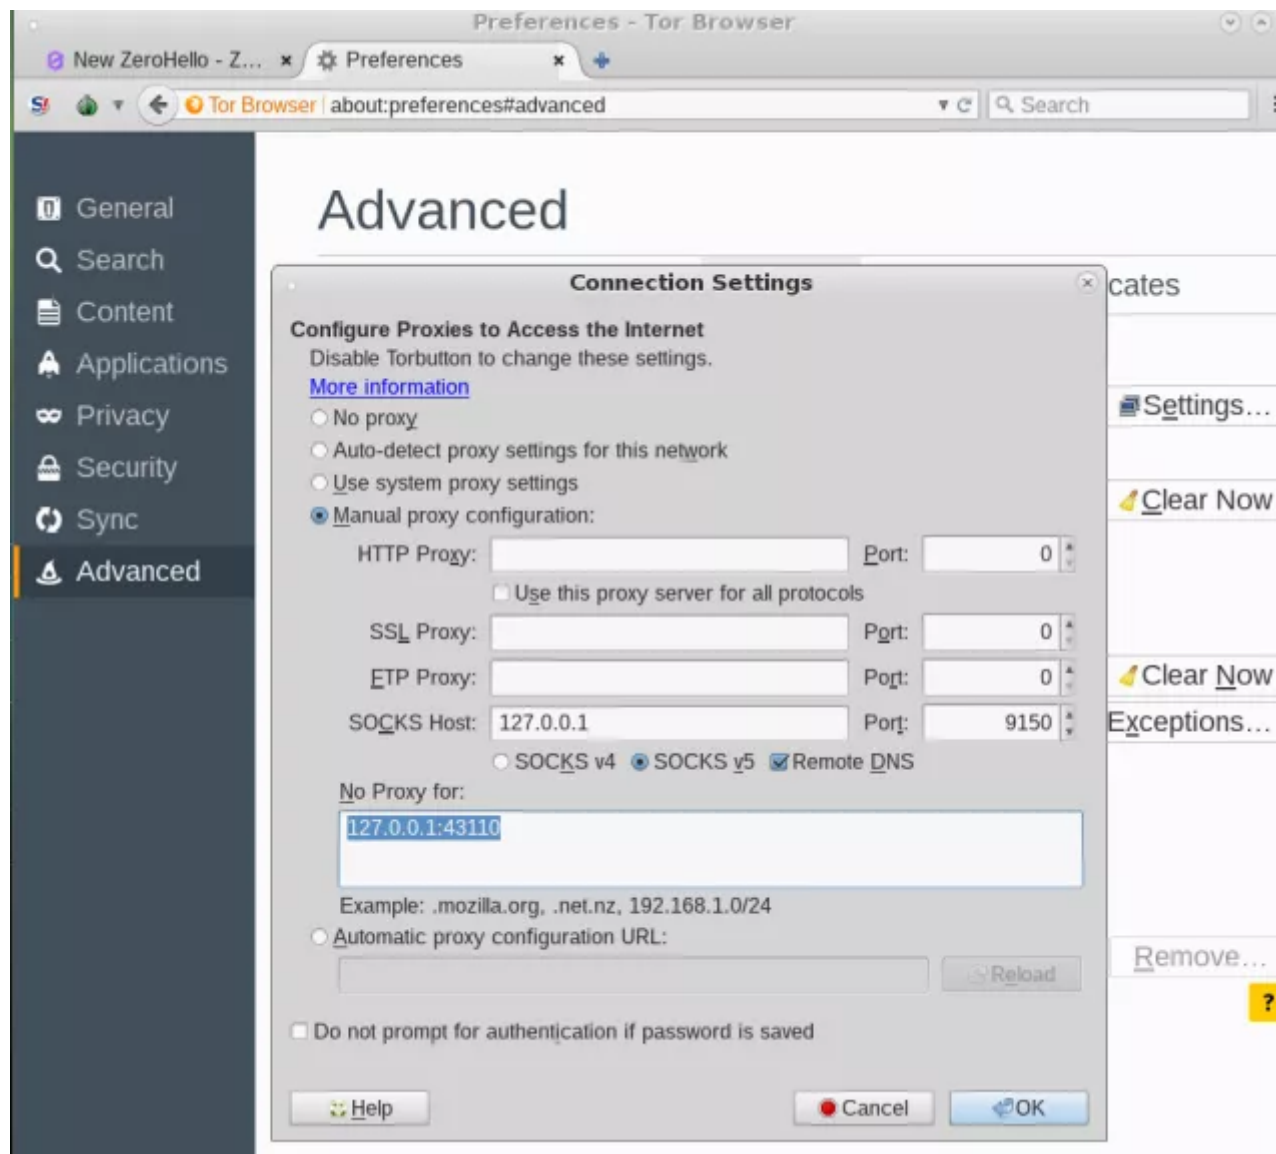 Preferences - Tor Browser
New ZeroHello - Z...
Preferences
Tor Browser about:preferences#advanced
Search
General
Search
Content
Applications
Privacy
Security
Sync
Advanced
Advanced
cates
Settings...
Clear Now
Clear Now
Exceptions...
Remove...
?
Connection Settings
Configure Proxies to Access the Internet
Disable Torbutton to change these settings.
More information
No proxy
Auto-detect proxy settings for this network
Use system proxy settings
Manual proxy configuration:
HTTP Proxy: Port: 0
Use this proxy server for all protocols
SSL Proxy: Port: 0
FTP Proxy: Port: 0
SOCKS Host: 127.0.0.1 Port: 9150
SOCKS v4 SOCKS v5 Remote DNS
No Proxy for:
127.0.0.1:43110
Example: .mozilla.org, .net.nz, 192.168.1.0/24
Automatic proxy configuration URL:
Reload
Do not prompt for authentication if password is saved
Help Cancel OK